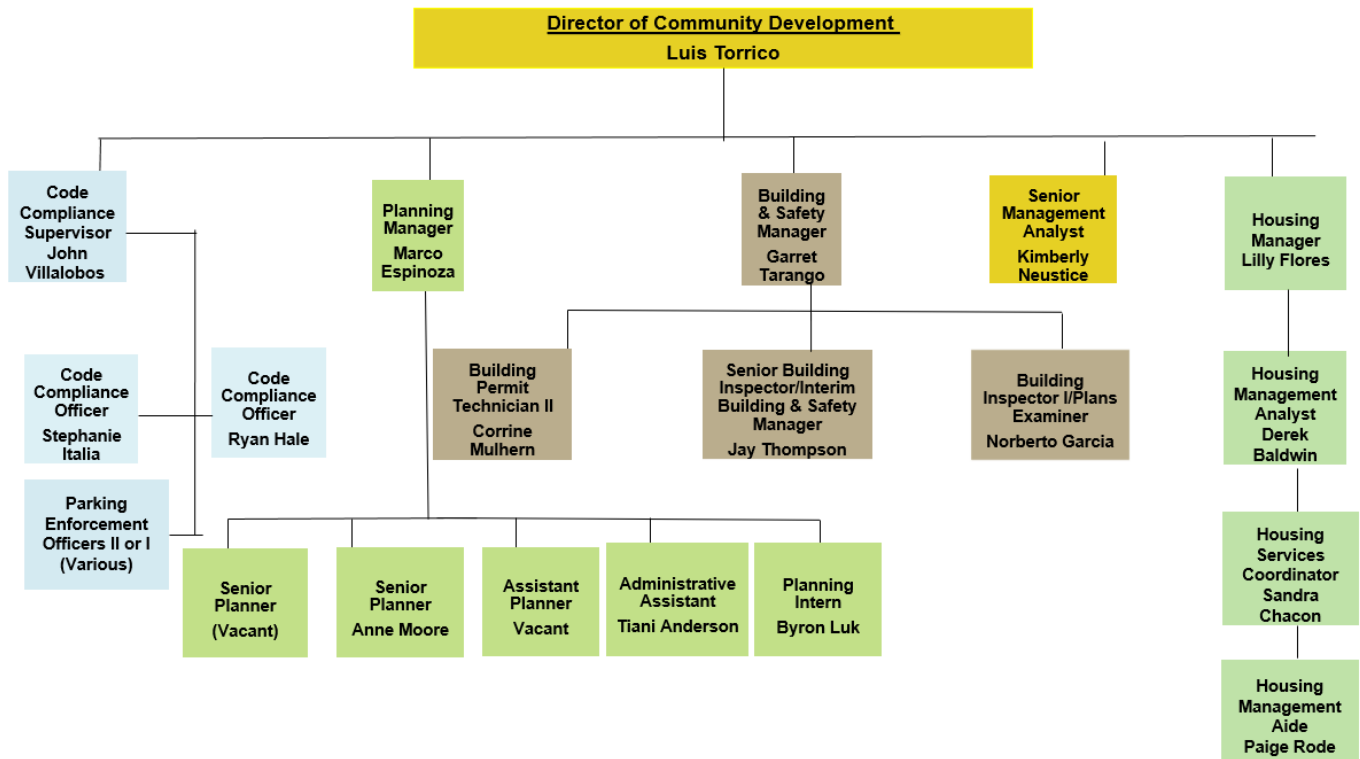 Director of Community Development
Luis Torrico
Code
Compliance
Supervisor
John
Villalobos
Planning
Manager
Marco
Espinoza
Building
& Safety
Manager
Garret
Tarango
Senior
Management
Analyst
Kimberly
Neustice
Housing
Manager
Lilly Flores
Code
Compliance
Officer
Stephanie
Italia
Code
Compliance
Officer
Ryan Hale
Building
Permit
Technician II
Corrine
Mulhern
Senior Building
Inspector/Interim
Building & Safety
Manager
Jay Thompson
Building
Inspector I/Plans
Examiner
Norberto Garcia
Housing
Management
Analyst
Derek
Baldwin
Parking
Enforcement
Officers II or I
(Various)
Senior
Planner
(Vacant)
Senior
Planner
Anne Moore
Assistant
Planner
Vacant
Administrative
Assistant
Tiani Anderson
Planning
Intern
Byron Luk
Housing
Services
Coordinator
Sandra
Chacon
Housing
Management
Aide
Paige Rode